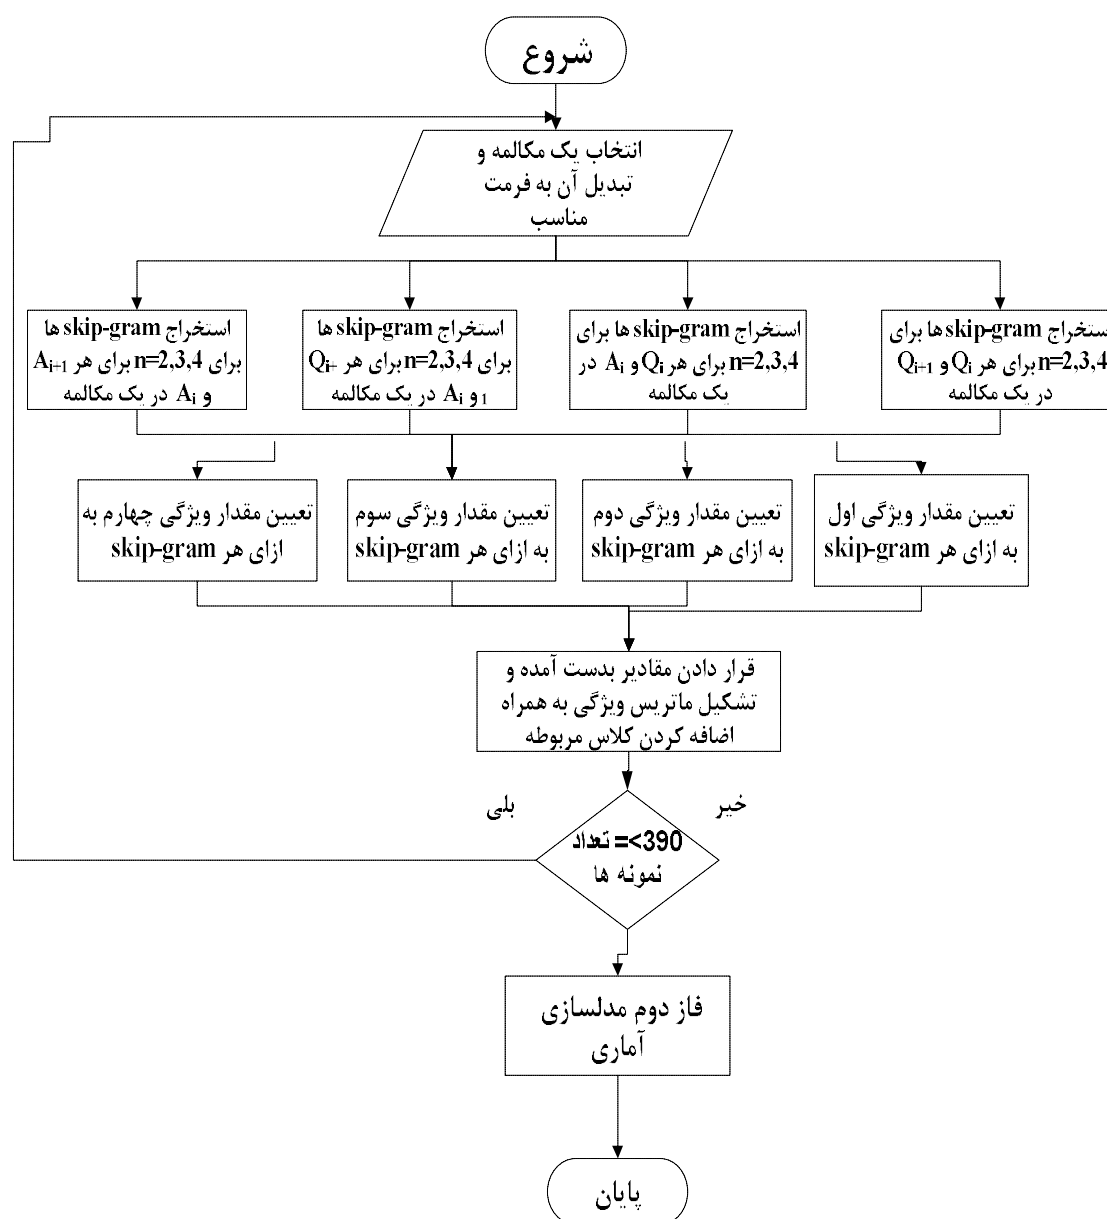 شروع
انتخاب یک مکالمه و
تبدیل آن به فرمت
مناسب
استخراج skip-gram ها برای
n=2,3,4 برای هر Qi و Qi+1
در یک مکالمه
استخراج skip-gram ها برای
n=2,3,4 برای هر Qi و Ai در
یک مکالمه
استخراج skip-gram ها
برای n=2,3,4 برای هر Qi+
1 و Ai در یک مکالمه
استخراج skip-gram ها
برای n=2,3,4 برای هر Ai+1
و Ai در یک مکالمه
تعیین مقدار ویژگی اول
به ازای هر skip-gram
تعیین مقدار ویژگی دوم
به ازای هر skip-gram
تعیین مقدار ویژگی سوم
به ازای هر skip-gram
تعیین مقدار ویژگی چهارم به
ازای هر skip-gram
قرار دادن مقادیر بدست آمده و
تشکیل ماتریس ویژگی به همراه
اضافه کردن کلاس مربوطه
خیر
بلی
390<= تعداد
نمونه ها
فاز دوم مدلسازی
آماری
پایان